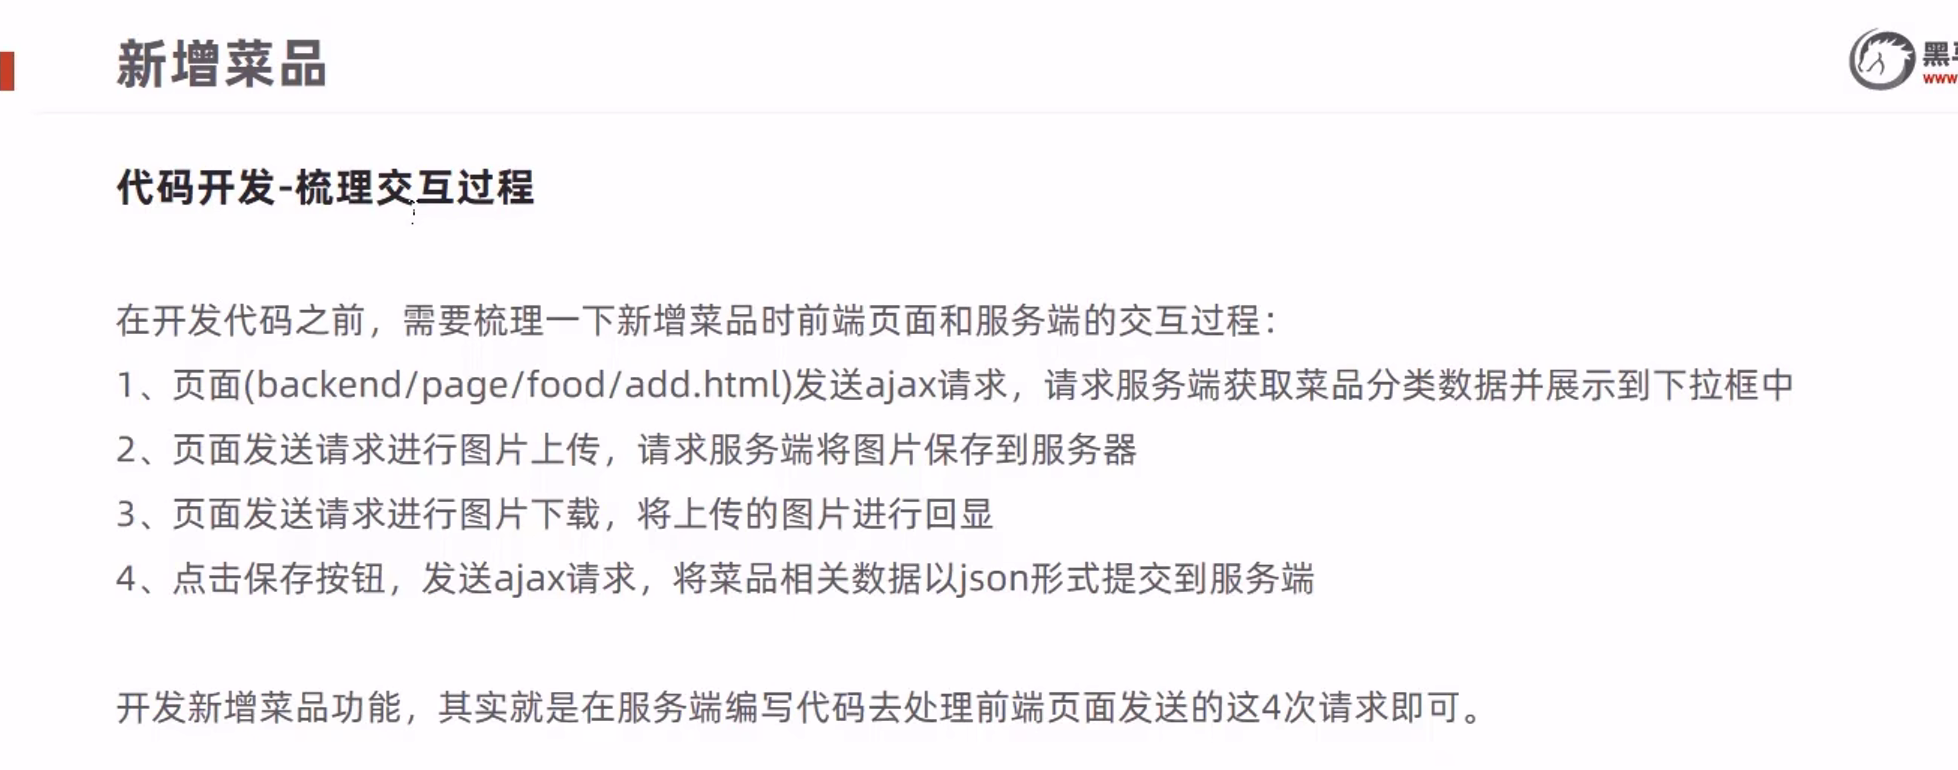 新增菜品
黑
www
代码开发-梳理交互过程
在开发代码之前，需要梳理一下新增菜品时前端页面和服务端的交互过程：
1、页面(backend/page/food/add.html)发送ajax请求，请求服务端获取菜品分类数据并展示到下拉框中
2、页面发送请求进行图片上传，请求服务端将图片保存到服务器
3、页面发送请求进行图片下载，将上传的图片进行回显
4、点击保存按钮，发送ajax请求，将菜品相关数据以json形式提交到服务端
开发新增菜品功能，其实就是在服务端编写代码去处理前端页面发送的这4次请求即可。